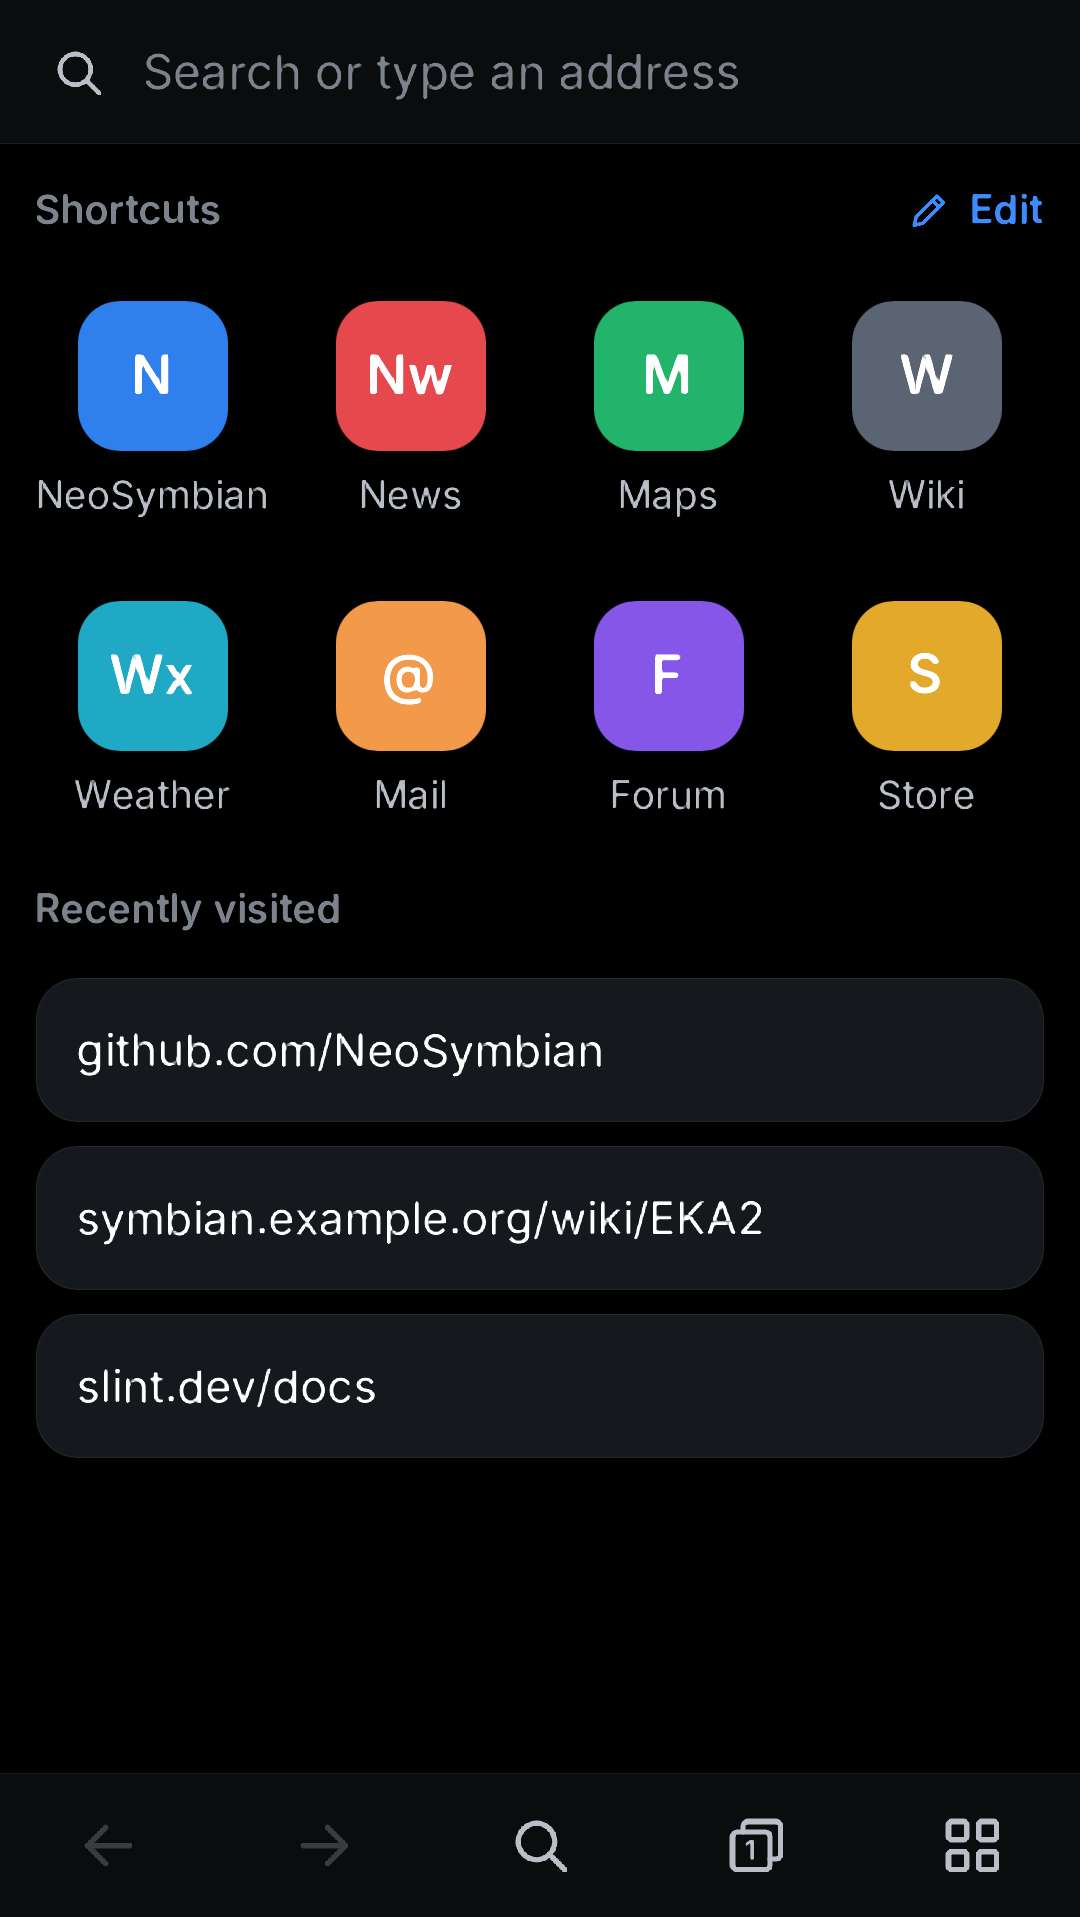 Search or type an address
Shortcuts
Edit
N
Nw
M
W
NeoSymbian
News
Maps
Wiki
Wx
@
F
S
Weather
Mail
Forum
Store
Recently visited
github.com/NeoSymbian
symbian.example.org/wiki/EKA2
slint.dev/docs
1